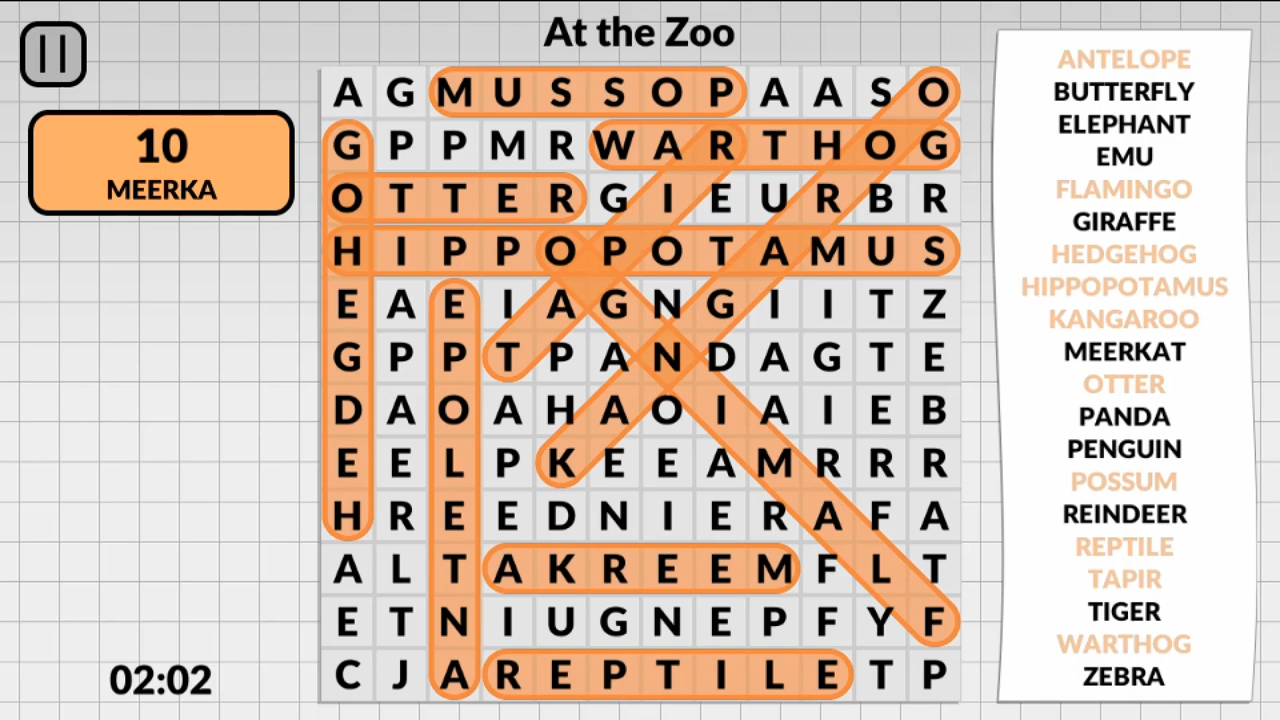 At the Zoo
10
MEERKA
A G M U S S O P A A S O
G P P M R W A R T H O G
O T T E R G I E U R B R
H I P P O P O T A M U S
E A E I A G N G I I T Z
G P P T P A N D A G T E
D A O A H A O I A I E B
E E L P K E E A M R R R
H R E E D N I E R A F A
A L T A K R E E M F L T
E T N I U G N E P F Y F
C J A R E P T I L E T P
02:02
ANTELOPE
BUTTERFLY
ELEPHANT
EMU
FLAMINGO
GIRAFFE
HEDGEHOG
HIPPOPOTAMUS
KANGAROO
MEERKAT
OTTER
PANDA
PENGUIN
POSSUM
REINDEER
REPTILE
TAPIR
TIGER
WARTHOG
ZEBRA